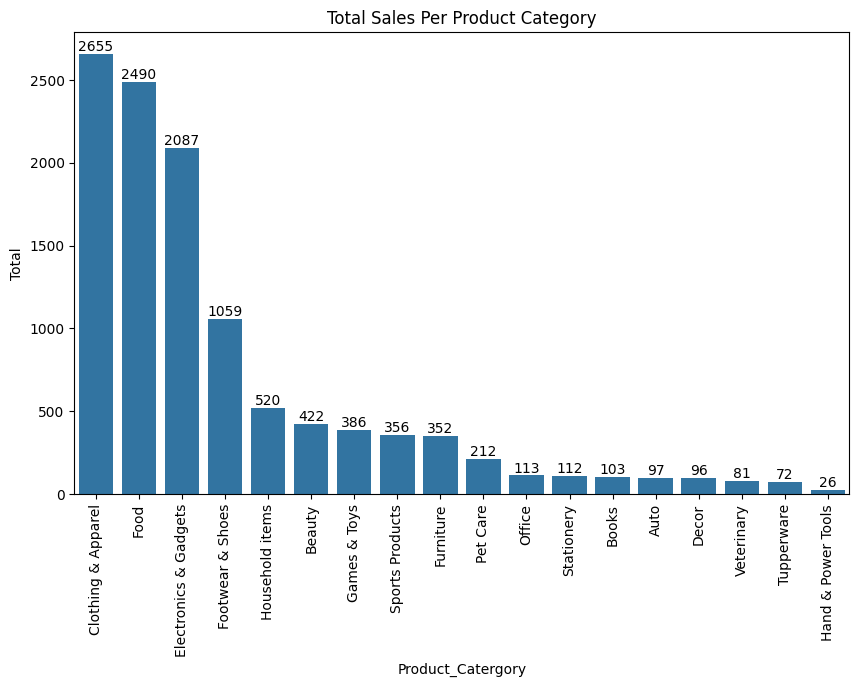 Total Sales Per Product Category
Total
2500
2000
1500
1000
500
0
2655
2490
2087
1059
520
422
386
356
352
212
113
112
103
97
96
81
72
26
Clothing & Apparel
Food
Electronics & Gadgets
Footwear & Shoes
Household items
Beauty
Games & Toys
Sports Products
Furniture
Pet Care
Office
Stationery
Books
Auto
Decor
Veterinary
Tupperware
Hand & Power Tools
Product_Catergory